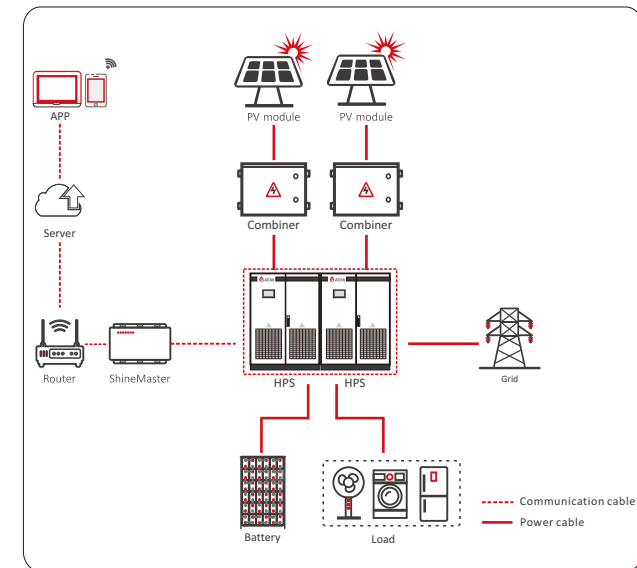 APP
PV module
PV module
Combiner
Combiner
Server
Router
ShineMaster
HPS
HPS
Grid
Battery
Load
Communication cable
Power cable